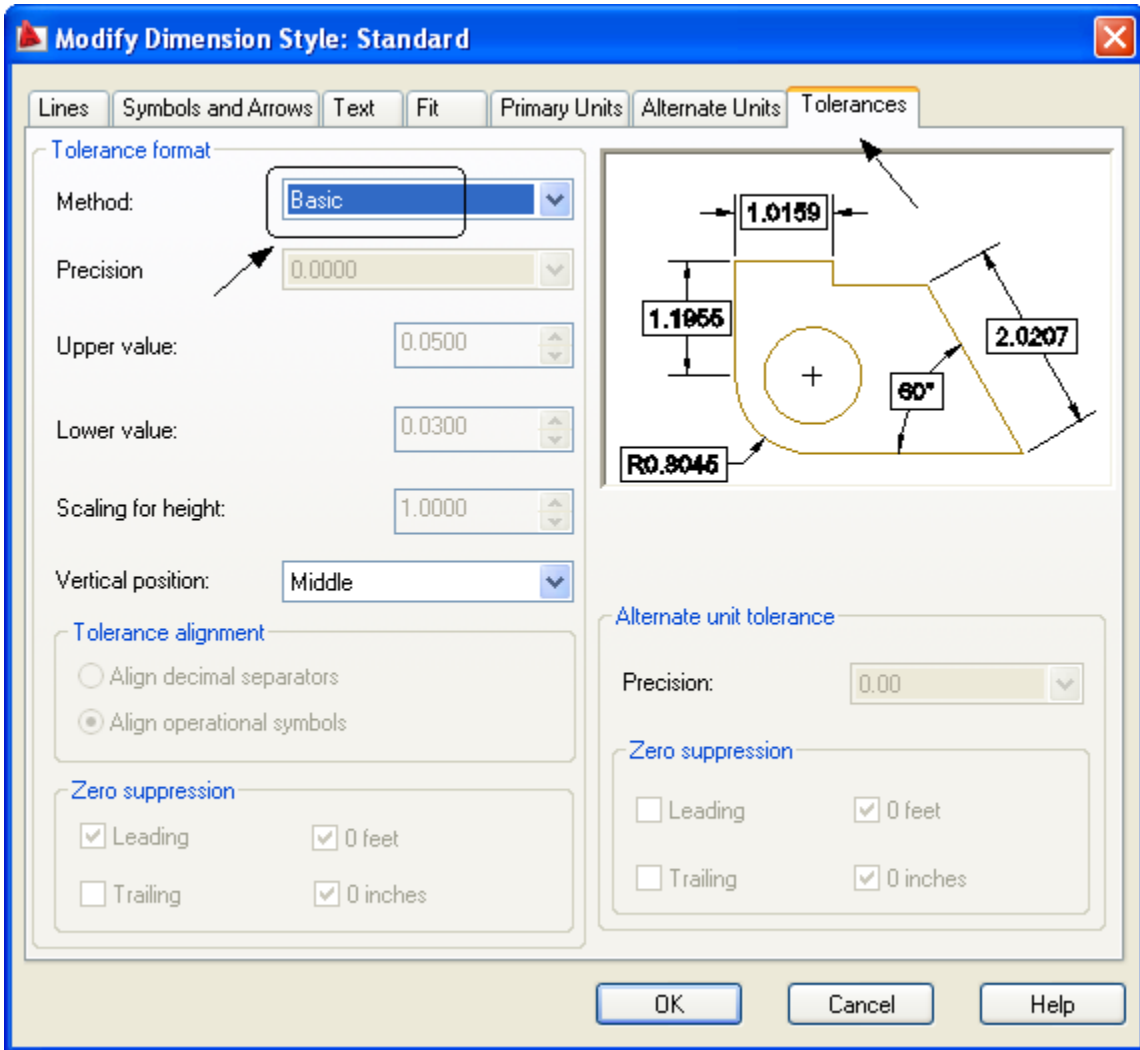 Modify Dimension Style: Standard
Lines Symbols and Arrows Text Fit Primary Units Alternate Units Tolerances
Tolerance format
Method: Basic
Precision 0.0000
Upper value: 0.0500
Lower value: 0.0300
Scaling for height: 1.0000
Vertical position: Middle
Tolerance alignment
Align decimal separators
Align operational symbols
Zero suppression
Leading 0 feet
Trailing 0 inches
1.0159
1.1955
2.0207
60°
R0.8045
Alternate unit tolerance
Precision: 0.00
Zero suppression
Leading 0 feet
Trailing 0 inches
OK Cancel Help